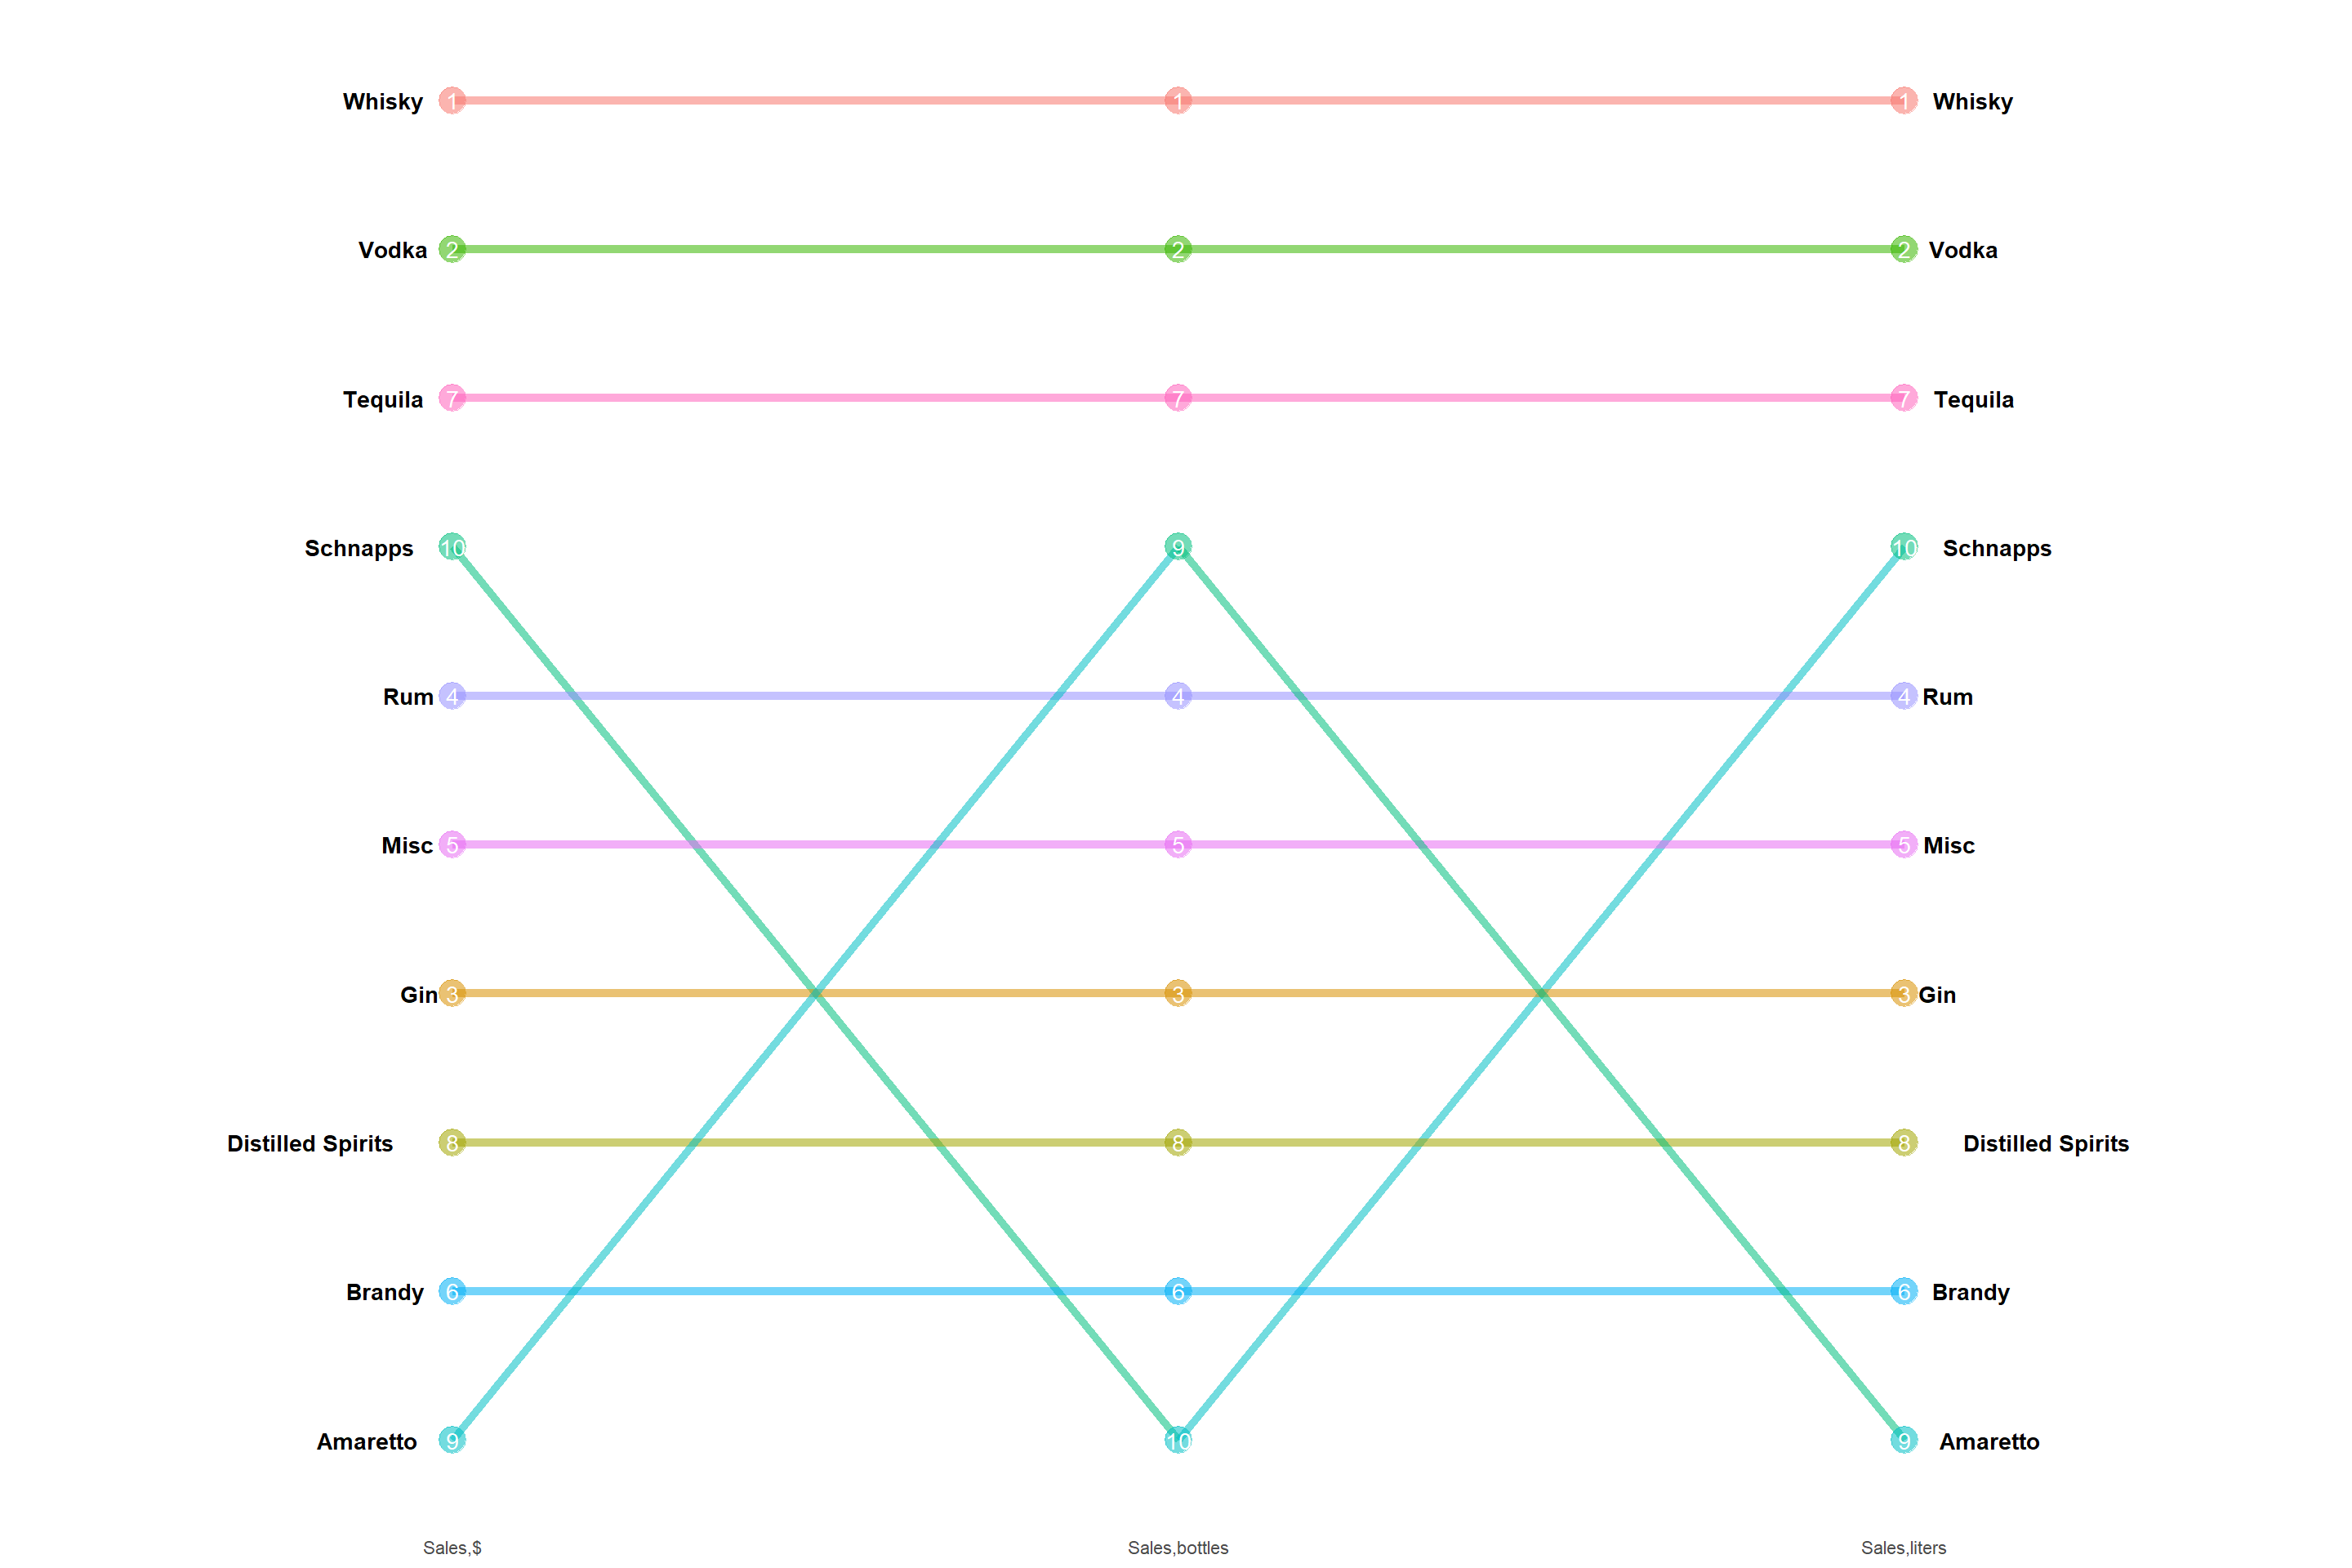 Whisky 1 1 1 Whisky
Vodka 2 2 2 Vodka
Tequila 7 7 7 Tequila
Schnapps 10 9 10 Schnapps
Rum 4 4 4 Rum
Misc 5 5 5 Misc
Gin 3 3 3 Gin
Distilled Spirits 8 8 8 Distilled Spirits
Brandy 6 6 6 Brandy
Amaretto 9 10 9 Amaretto
Sales,$ Sales,bottles Sales,liters